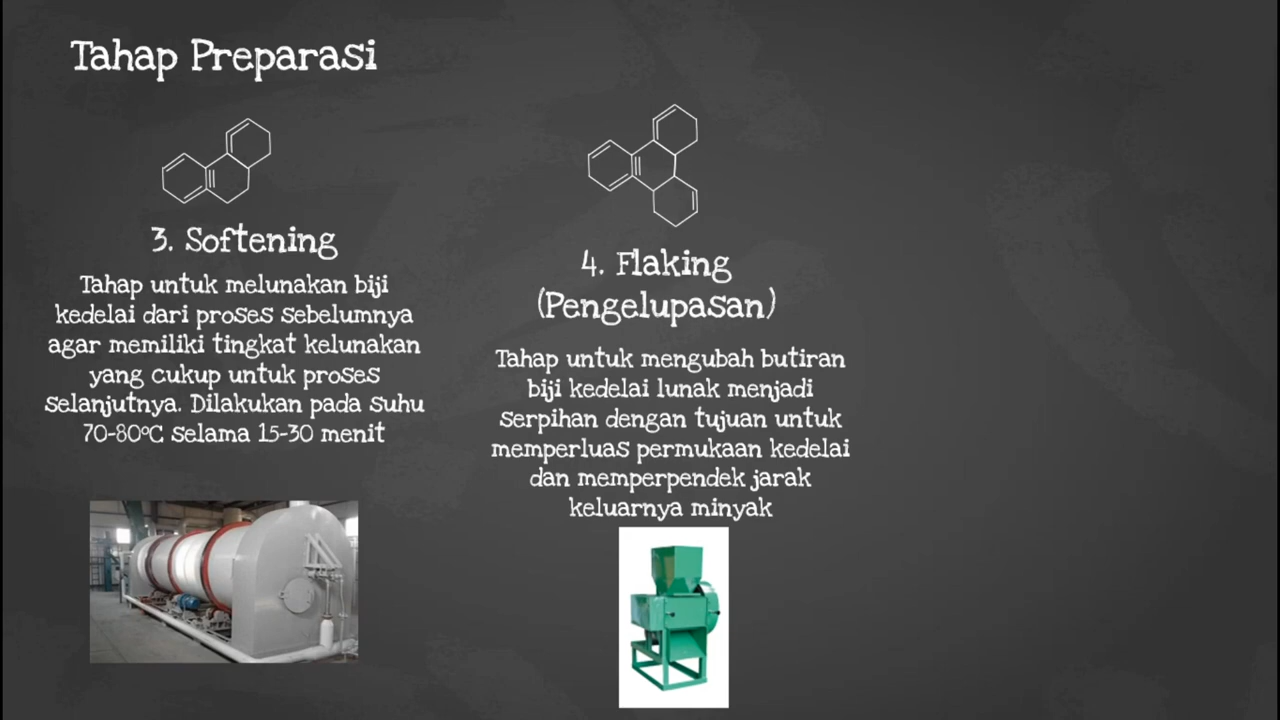 Tahap Preparasi
3. Softening
Tahap untuk melunakan biji
kedelai dari proses sebelumnya
agar memiliki tingkat kelunakan
yang cukup untuk proses
selanjutnya. Dilakukan pada suhu
70-80ºC selama 15-30 menit
4. Flaking
(Pengelupasan)
Tahap untuk mengubah butiran
biji kedelai lunak menjadi
serpihan dengan tujuan untuk
memperluas permukaan kedelai
dan memperpendek jarak
keluarnya minyak